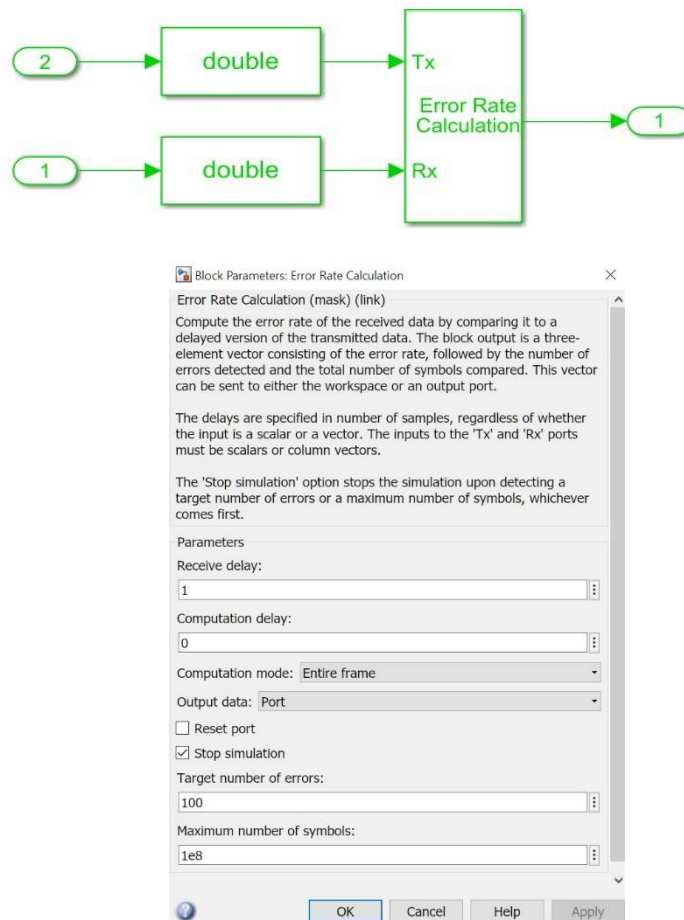 2
double
Tx
Error Rate
Calculation
1
1
double
Rx
Block Parameters: Error Rate Calculation
Error Rate Calculation (mask) (link)
Compute the error rate of the received data by comparing it to a
delayed version of the transmitted data. The block output is a three-
element vector consisting of the error rate, followed by the number of
errors detected and the total number of symbols compared. This vector
can be sent to either the workspace or an output port.
The delays are specified in number of samples, regardless of whether
the input is a scalar or a vector. The inputs to the 'Tx' and 'Rx' ports
must be scalars or column vectors.
The 'Stop simulation' option stops the simulation upon detecting a
target number of errors or a maximum number of symbols, whichever
comes first.
Parameters
Receive delay:
1
Computation delay:
0
Computation mode: Entire frame
Output data: Port
Reset port
Stop simulation
Target number of errors:
100
Maximum number of symbols:
1e8
OK Cancel Help Apply